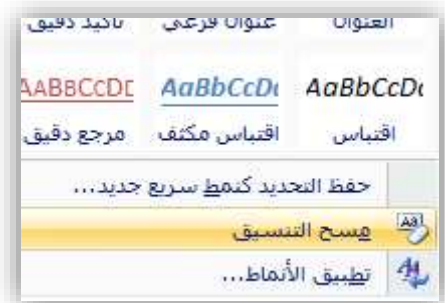 العنوان عنوان فرعي تأكيد دقيق
AaBbCcDc AaBbCcDc AABBCCDE
اقتباس اقتباس مكثف مرجع دقيق
حفظ التحديد كنمط سريع جديد...
مسح التنسيق
تطبيق الأنماط...